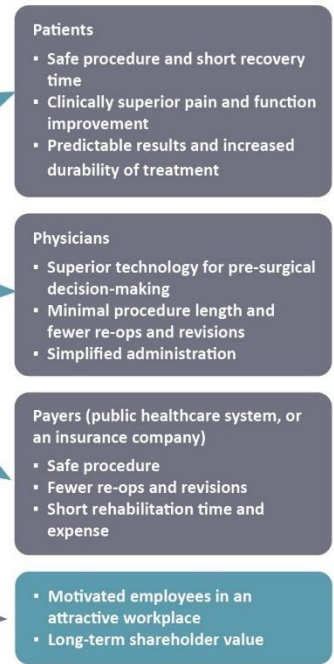 Patients
▪ Safe procedure and short recovery
time
▪ Clinically superior pain and function
improvement
▪ Predictable results and increased
durability of treatment
Physicians
▪ Superior technology for pre-surgical
decision-making
▪ Minimal procedure length and
fewer re-ops and revisions
▪ Simplified administration
Payers (public healthcare system, or
an insurance company)
▪ Safe procedure
▪ Fewer re-ops and revisions
▪ Short rehabilitation time and
expense
▪ Motivated employees in an
attractive workplace
▪ Long-term shareholder value